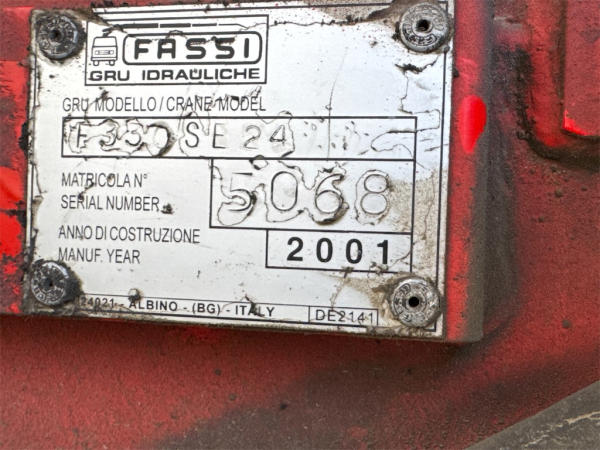 FASSI
GRU IDRAULICHE
GRU MODELLO / CRANE MODEL
F330 SE 24
MATRICOLA N°
SERIAL NUMBER
5068
ANNO DI COSTRUZIONE
MANUF. YEAR
2001
24021 - ALBINO - (BG) - ITALY
DE2141